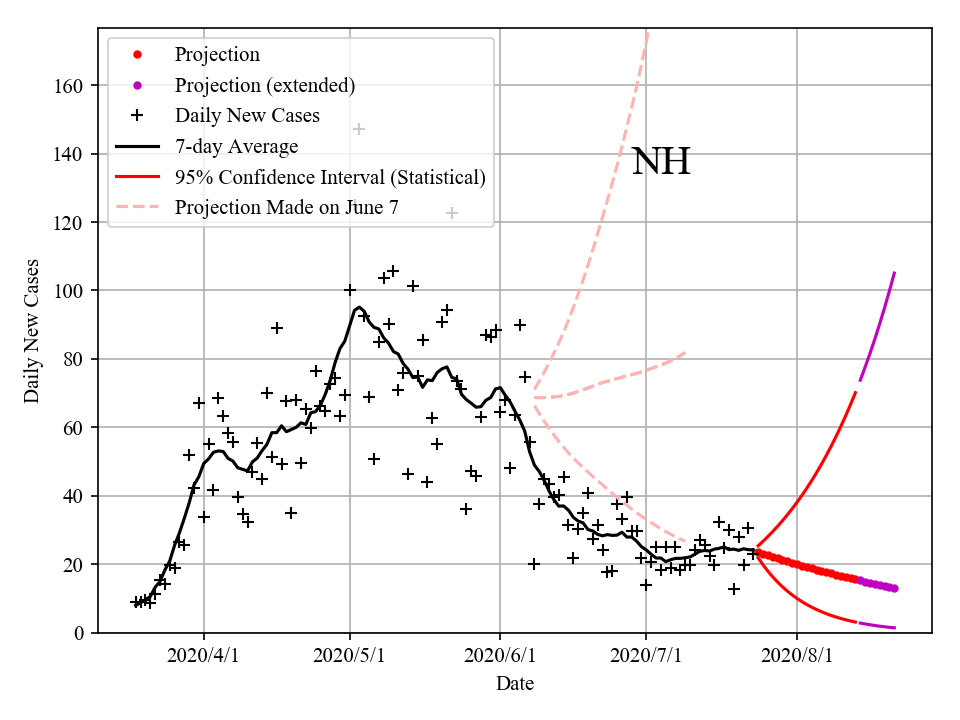 Projection
Projection (extended)
Daily New Cases
7-day Average
95% Confidence Interval (Statistical)
Projection Made on June 7
NH
160
140
120
100
80
60
40
20
0
Daily New Cases
2020/4/1
2020/5/1
2020/6/1
2020/7/1
2020/8/1
Date